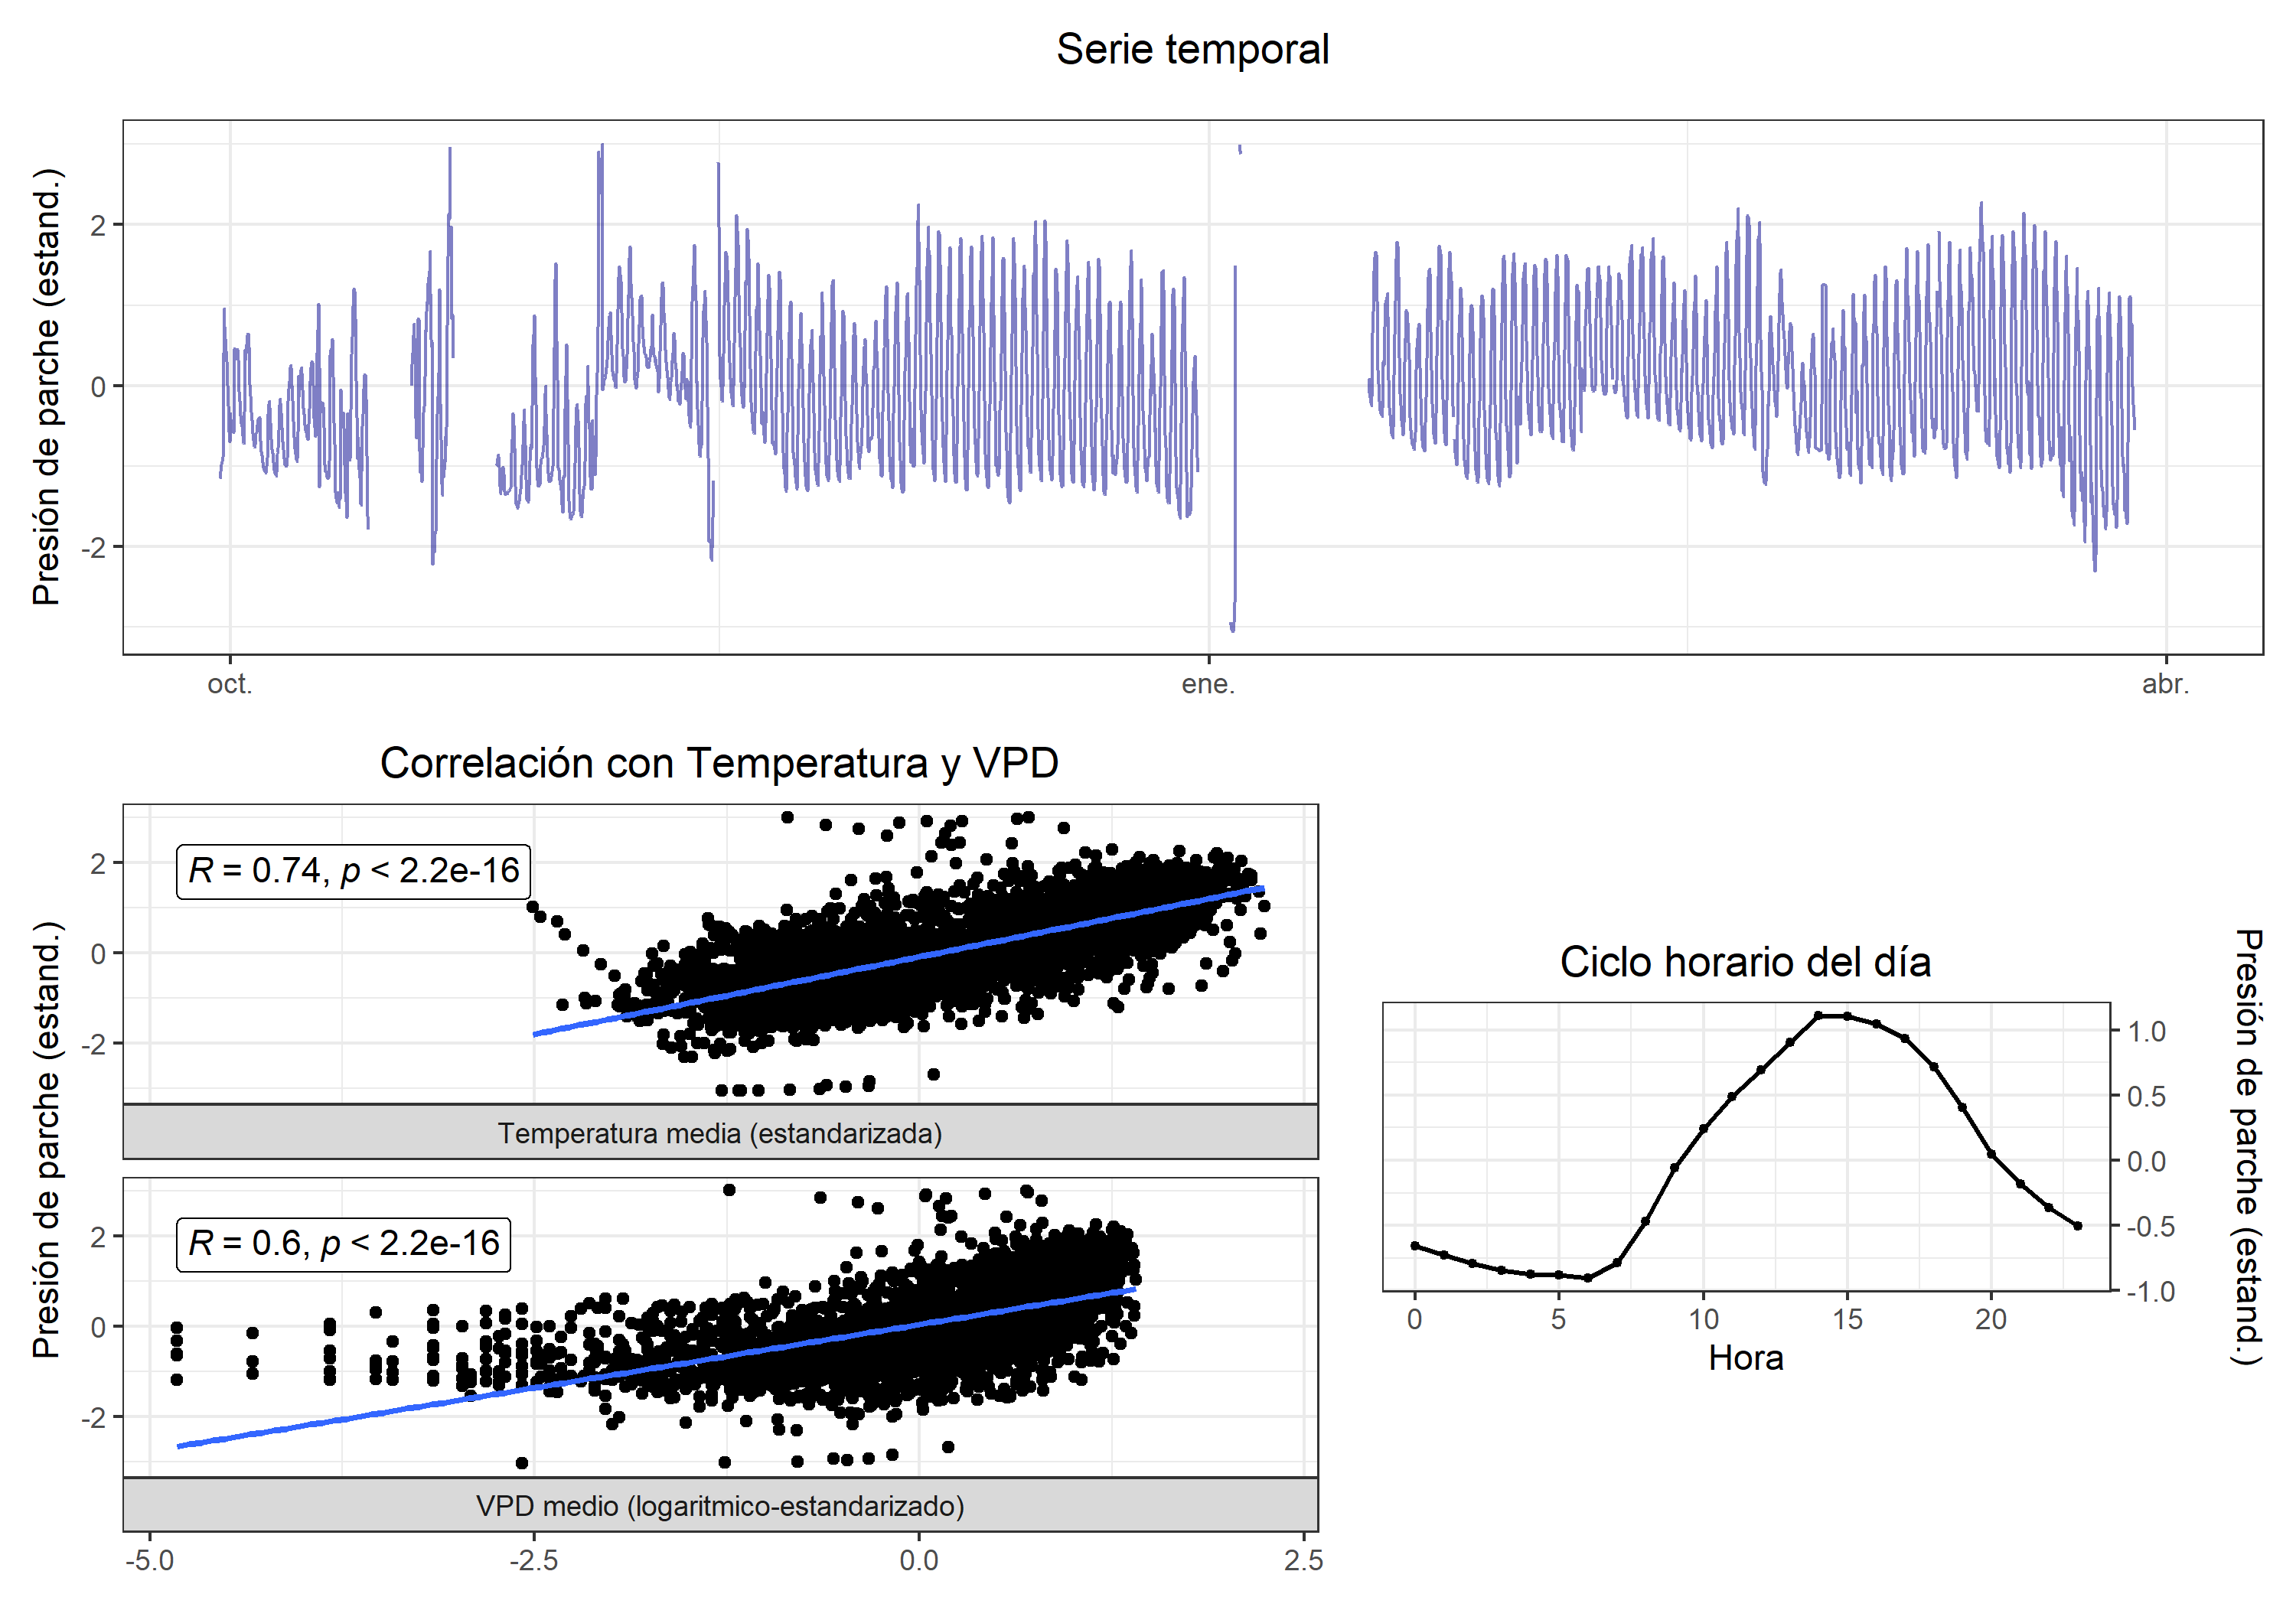 Serie temporal
Presión de parche (estand.)
2
0
-2
oct.
ene.
abr.
Correlación con Temperatura y VPD
Presión de parche (estand.)
R = 0.74, p < 2.2e-16
2
0
-2
Temperatura media (estandarizada)
R = 0.6, p < 2.2e-16
2
0
-2
VPD medio (logaritmico-estandarizado)
-5.0
-2.5
0.0
2.5
Ciclo horario del día
Presión de parche (estand.)
1.0
0.5
0.0
-0.5
-1.0
0
5
10
15
20
Hora